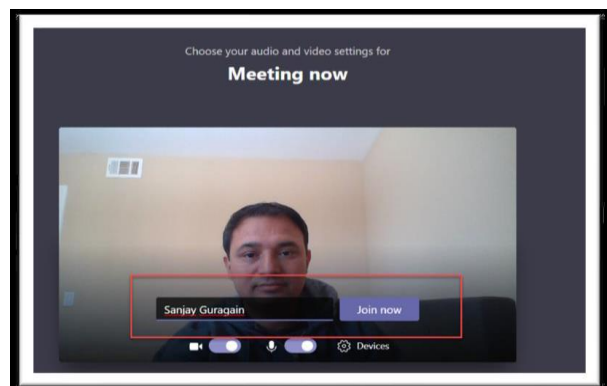 Choose your audio and video settings for
Meeting now
Sanjay Guragain Join now
Devices